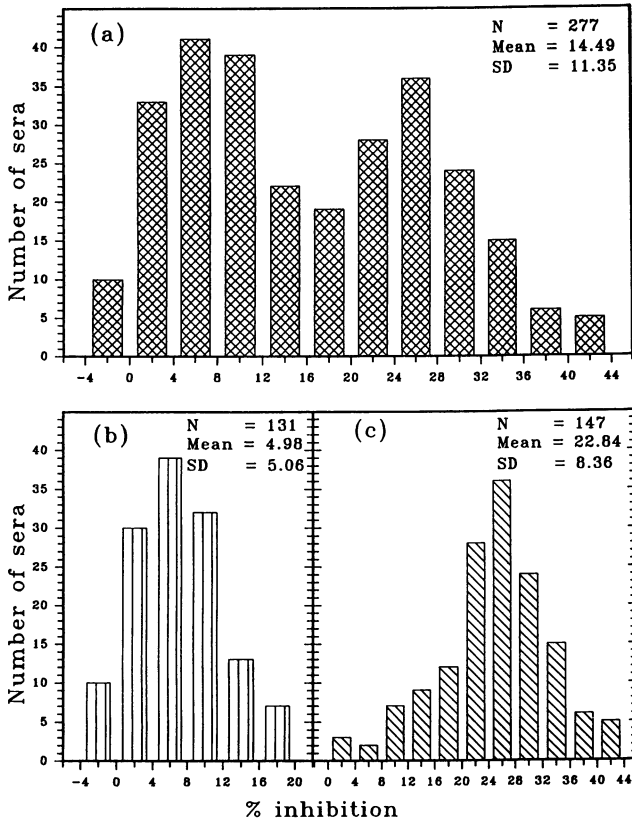 (a)
N = 277
Mean = 14.49
SD = 11.35
Number of sera
40
35
30
25
20
15
10
5
0
-4 0 4 8 12 16 20 24 28 32 36 40 44
(b)
N = 131
Mean = 4.98
SD = 5.06
(c)
N = 147
Mean = 22.84
SD = 8.36
Number of sera
40
35
30
25
20
15
10
5
0
-4 0 4 8 12 16 20
0 4 8 12 16 20 24 28 32 36 40 44
% inhibition